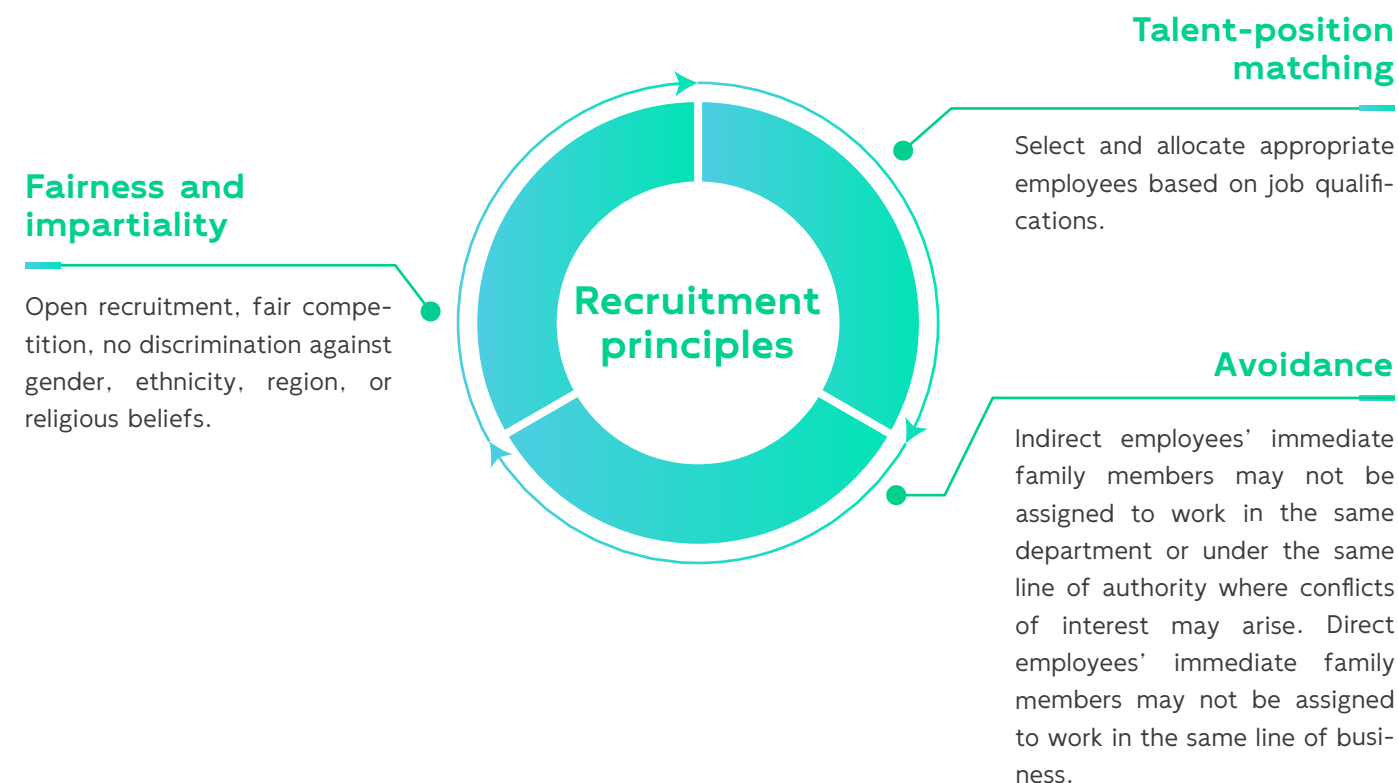 Talent-position
matching
Select and allocate appropriate
employees based on job qualifi-
cations.
Fairness and
impartiality
Open recruitment, fair compe-
tition, no discrimination against
gender, ethnicity, region, or
religious beliefs.
Recruitment
principles
Avoidance
Indirect employees’ immediate
family members may not be
assigned to work in the same
department or under the same
line of authority where conflicts
of interest may arise. Direct
employees’ immediate family
members may not be assigned
to work in the same line of busi-
ness.